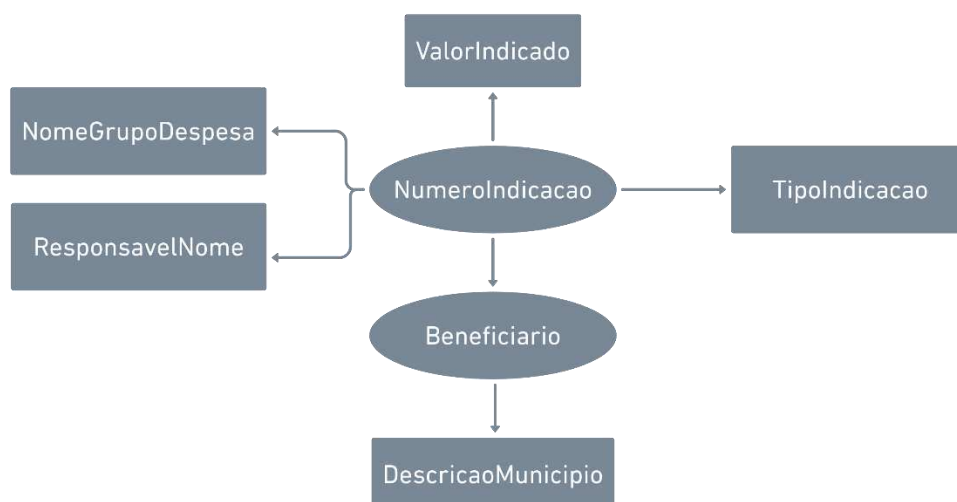 ValorIndicado
NomeGrupoDespesa
NumeroIndicacao
TipoIndicacao
ResponsavelNome
Beneficiario
DescricaoMunicipio